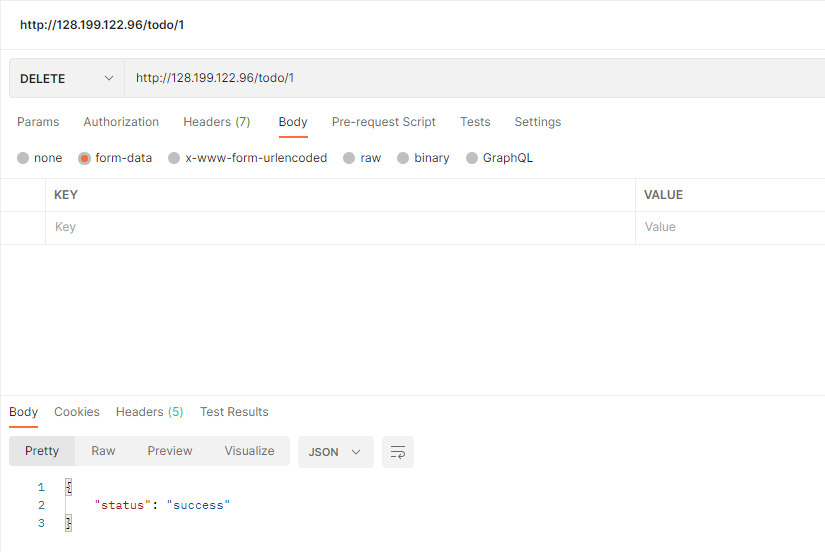 http://128.199.122.96/todo/1
DELETE http://128.199.122.96/todo/1
Params Authorization Headers (7) Body Pre-request Script Tests Settings
none form-data x-www-form-urlencoded raw binary GraphQL
KEY VALUE
Key Value
Body Cookies Headers (5) Test Results
Pretty Raw Preview Visualize JSON
1 {
2 "status": "success"
3 }